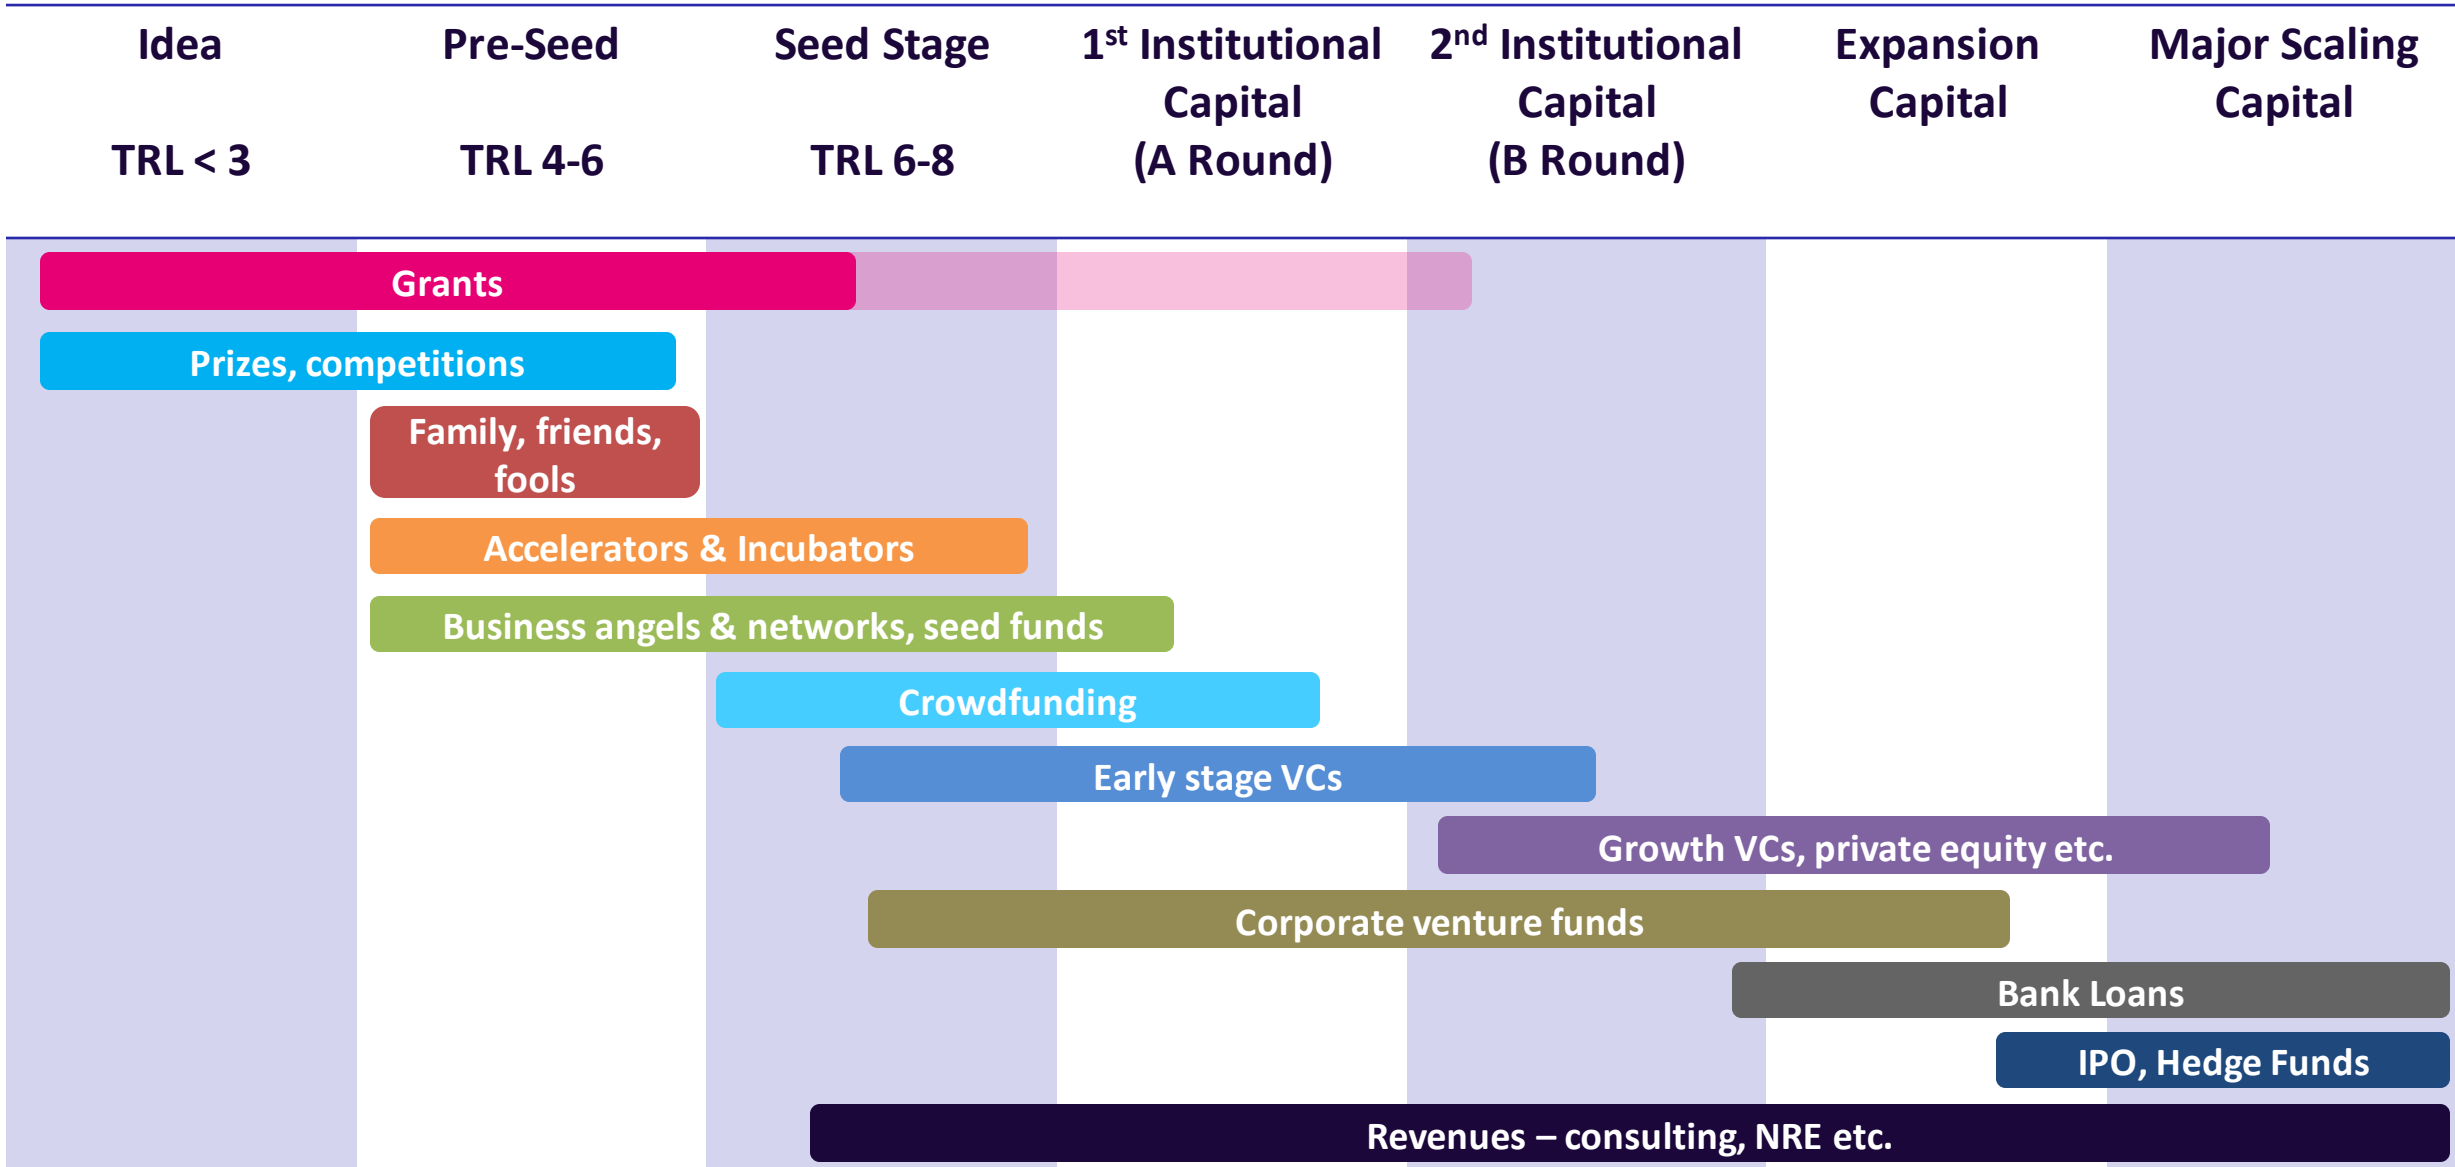 Idea
TRL < 3
Pre-Seed
TRL 4-6
Seed Stage
TRL 6-8
1st Institutional
Capital
(A Round)
2nd Institutional
Capital
(B Round)
Expansion
Capital
Major Scaling
Capital
Grants
Prizes, competitions
Family, friends,
fools
Accelerators & Incubators
Business angels & networks, seed funds
Crowdfunding
Early stage VCs
Growth VCs, private equity etc.
Corporate venture funds
Bank Loans
IPO, Hedge Funds
Revenues – consulting, NRE etc.